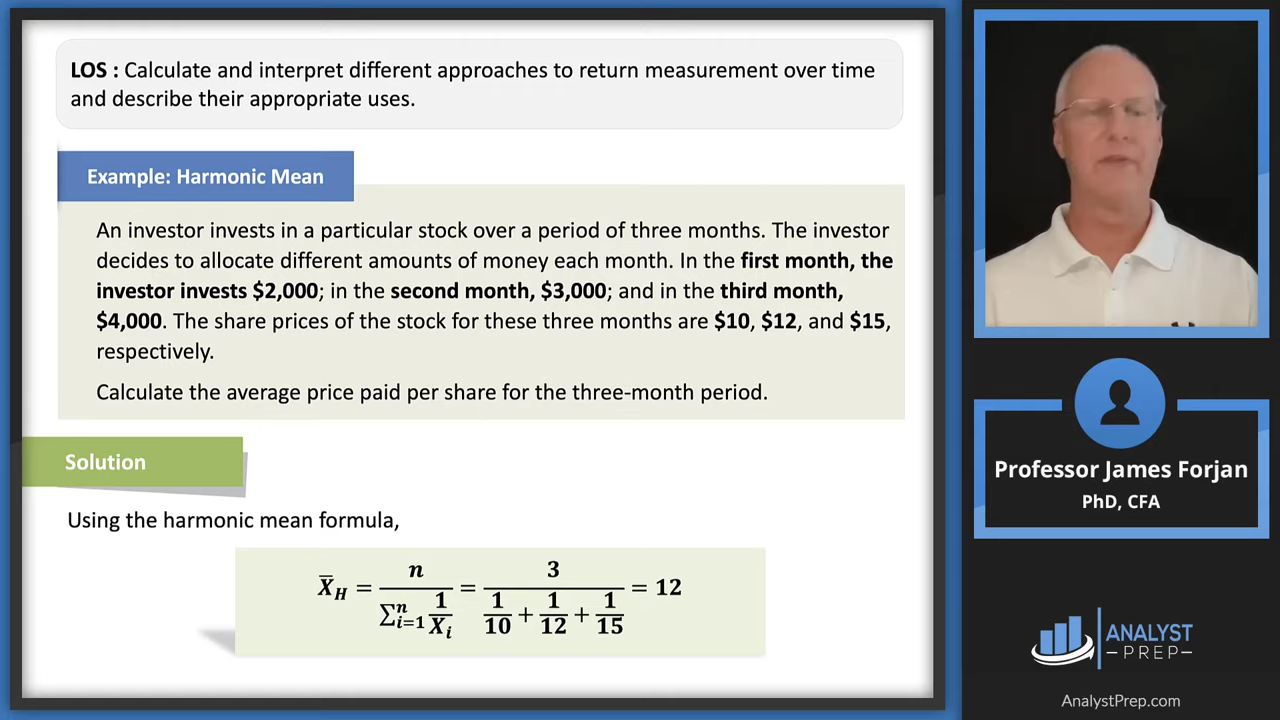 LOS : Calculate and interpret different approaches to return measurement over time
and describe their appropriate uses.
Example: Harmonic Mean
An investor invests in a particular stock over a period of three months. The investor
decides to allocate different amounts of money each month. In the first month, the
investor invests $2,000; in the second month, $3,000; and in the third month,
$4,000. The share prices of the stock for these three months are $10, $12, and $15,
respectively.
Calculate the average price paid per share for the three-month period.
Solution
Using the harmonic mean formula,
X̄_H = n / (∑ⁿ_{i=1} 1/X_i) = 3 / (1/10 + 1/12 + 1/15) = 12
Professor James Forjan
PhD, CFA
ANALYST
PREP
AnalystPrep.com